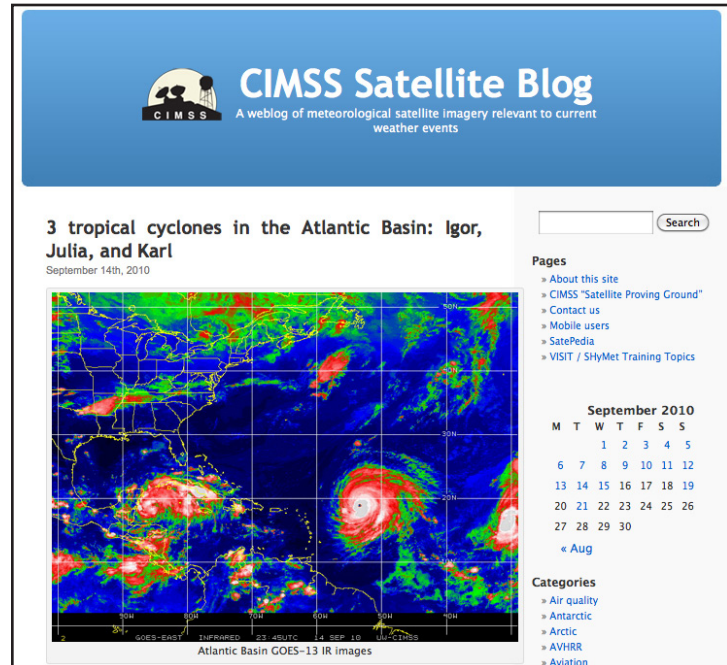 CIMSS
CIMSS Satellite Blog
A weblog of meteorological satellite imagery relevant to current
weather events
3 tropical cyclones in the Atlantic Basin: Igor,
Julia, and Karl
September 14th, 2010
50N
30N
20N
90W
80W
70W
60W
50W
40W
2 GOES-EAST INFRARED 23:45UTC 14 SEP 10 UW-CIMSS
Atlantic Basin GOES-13 IR images
Search
Pages
» About this site
» CIMSS "Satellite Proving Ground"
» Contact us
» Mobile users
» SatePedia
» VISIT / SHyMet Training Topics
September 2010
M T W T F S S
1 2 3 4 5
6 7 8 9 10 11 12
13 14 15 16 17 18 19
20 21 22 23 24 25 26
27 28 29 30
« Aug
Categories
» Air quality
» Antarctic
» Arctic
» AVHRR
» Aviation